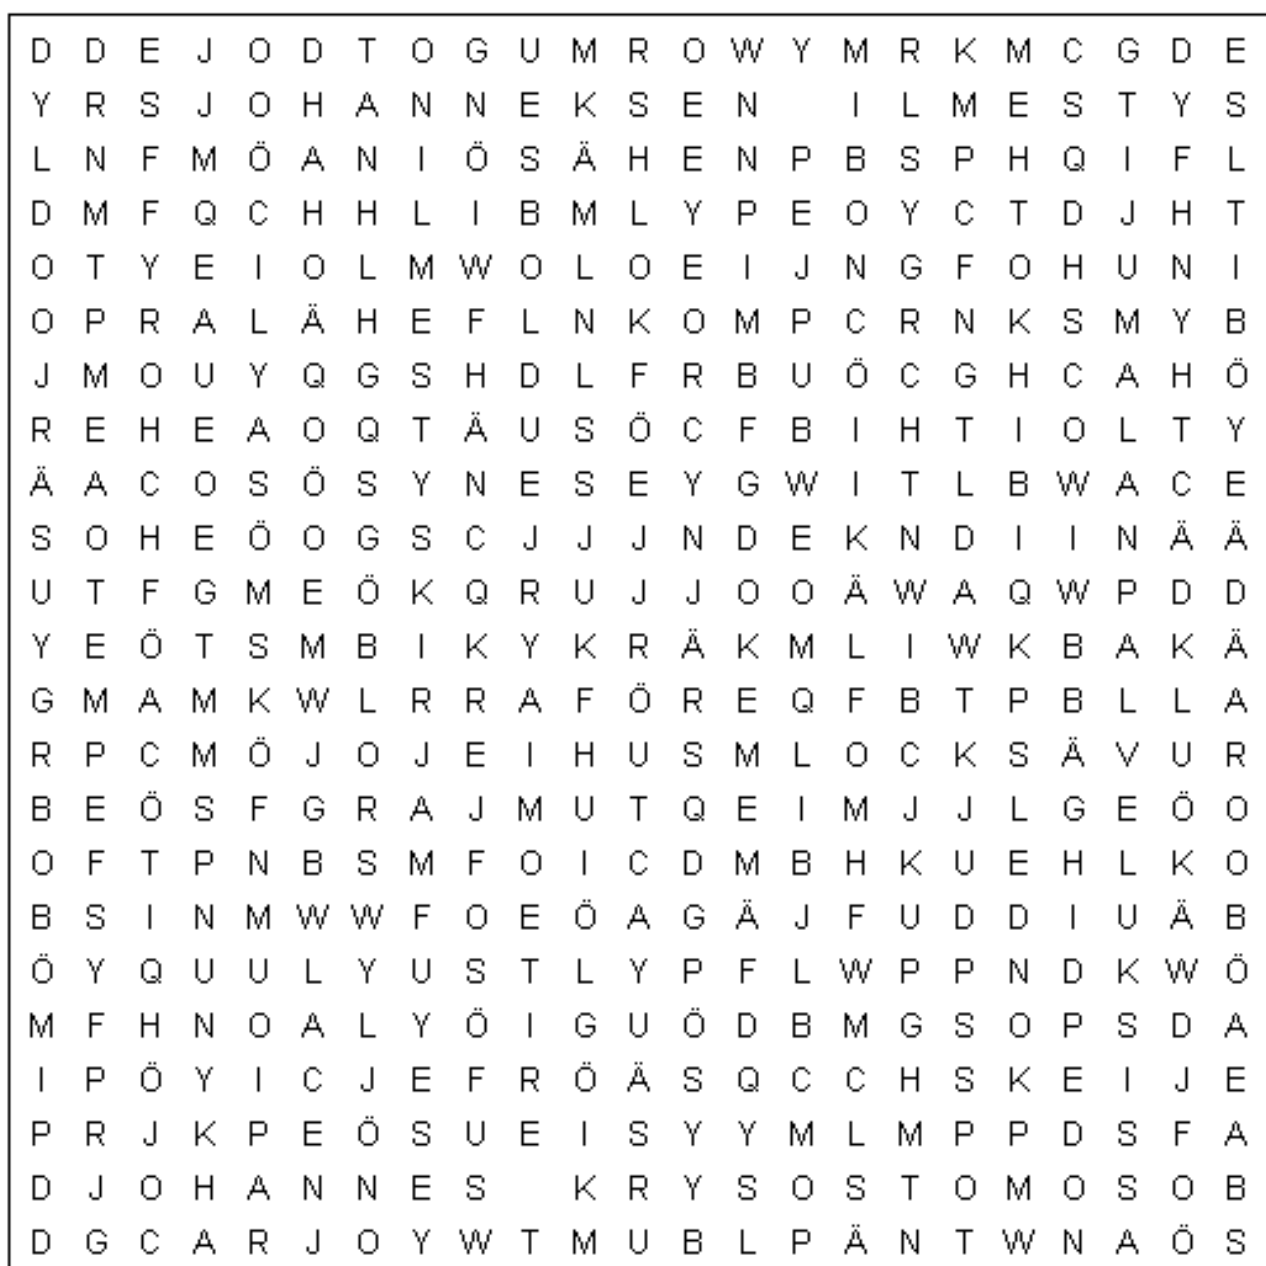 D D E J O D T O G U M R O W Y M R K M C G D E
Y R S J O H A N N E K S E N   I L M E S T Y S
L N F M Ö A N I Ö S Ä H E N P B S P H Q I F L
D M F Q C H H L I B M L Y P E O Y C T D J H T
O T Y E I O L M W O L O E I J N G F O H U N I
O P R A L Ä H E F L N K O M P C R N K S M Y B
J M O U Y Q G S H D L F R B U Ö C G H C A H Ö
R E H E A O Q T Ä U S Ö C F B I H T I O L T Y
Ä A C O S Ö S Y N E S E Y G W I T L B W A C E
S O H E Ö O G S C J J J N D E K N D I I N Ä Ä
U T F G M E Ö K Q R U J J O O Ä W A Q W P D D
Y E Ö T S M B I K Y K R Ä K M L I W K B A K Ä
G M A M K W L R R A F Ö R E Q F B T P B L L A
R P C M Ö J O J E I H U S M L O C K S Ä V U R
B E Ö S F G R A J M U T Q E I M J J L G E Ö O
O F T P N B S M F O I C D M B H K U E H L K O
B S I N M W W F O E Ö A G Ä J F U D D I U Ä B
Ö Y Q U U L Y U S T L Y P F L W P P N D K W Ö
M F H N O A L Y Ö I G U Ö D B M G S O P S D A
I P Ö Y I C J E F R Ö Ä S Q C C H S K E I J E
P R J K P E Ö S U E I S Y Y M L M P P D S F A
D J O H A N N E S   K R Y S O S T O M O S O B
D G C A R J O Y W T M U B L P Ä N T W N A Ö S